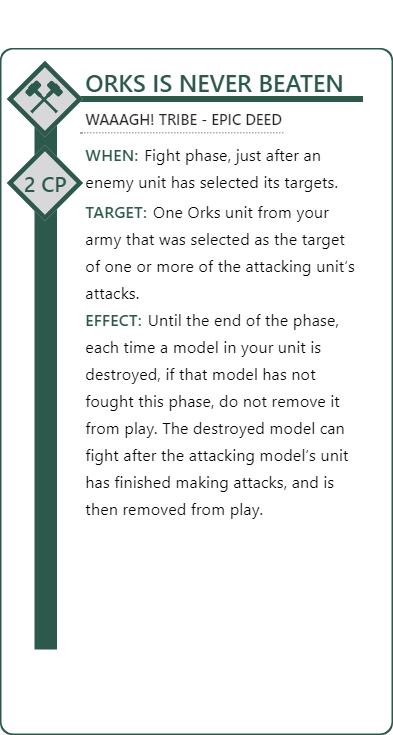 ORKS IS NEVER BEATEN
WAAAGH! TRIBE - EPIC DEED
2 CP
WHEN: Fight phase, just after an
enemy unit has selected its targets.
TARGET: One Orks unit from your
army that was selected as the target
of one or more of the attacking unit’s
attacks.
EFFECT: Until the end of the phase,
each time a model in your unit is
destroyed, if that model has not
fought this phase, do not remove it
from play. The destroyed model can
fight after the attacking model’s unit
has finished making attacks, and is
then removed from play.